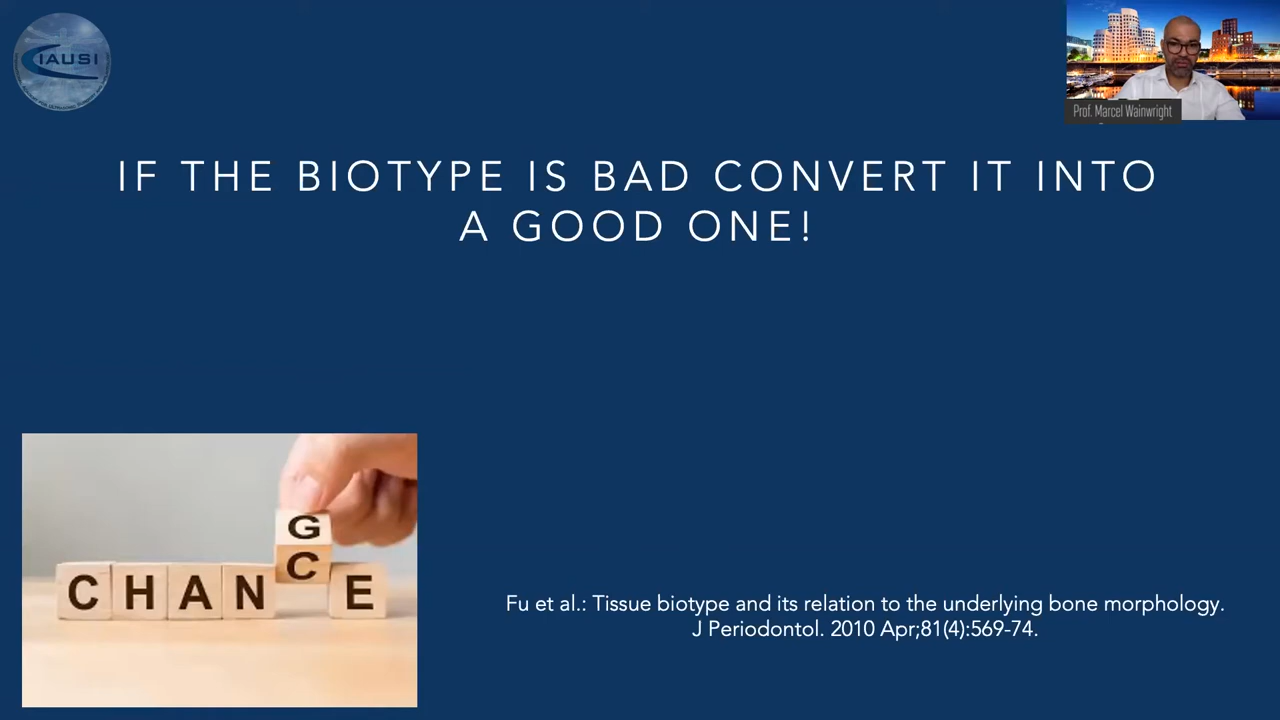 IAUSI
Prof. Marcel Wainwright
IF THE BIOTYPE IS BAD CONVERT IT INTO
A GOOD ONE!
G
C
CHAN E
Fu et al.: Tissue biotype and its relation to the underlying bone morphology.
J Periodontol. 2010 Apr;81(4):569-74.